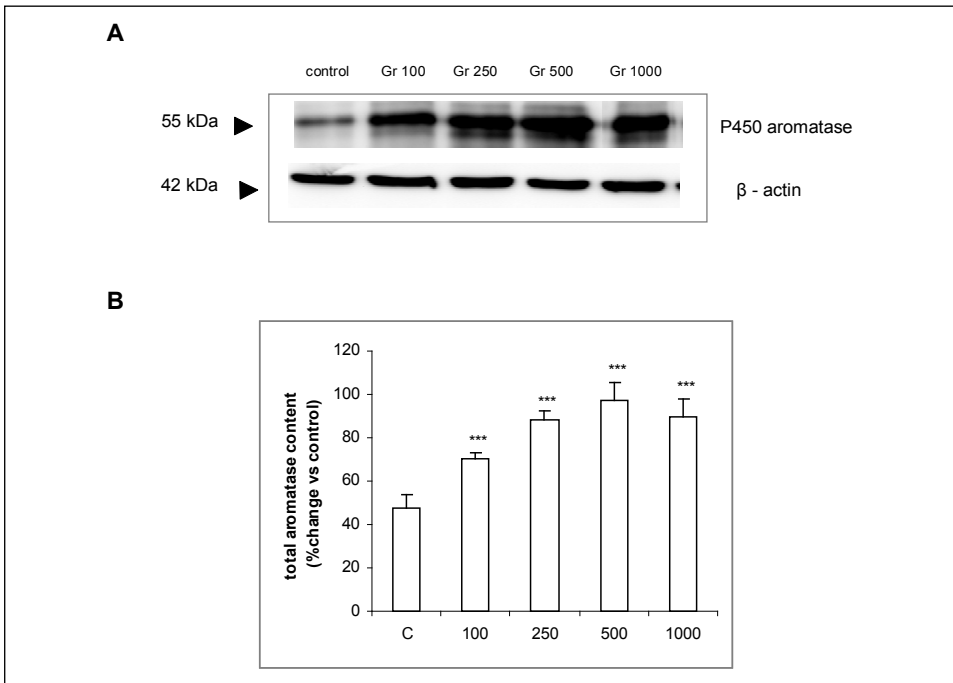 A
control Gr 100 Gr 250 Gr 500 Gr 1000
55 kDa P450 aromatase
42 kDa β - actin
B
total aromatase content
(%change vs control)
120
100
80
60
40
20
0
*** *** *** ***
C 100 250 500 1000